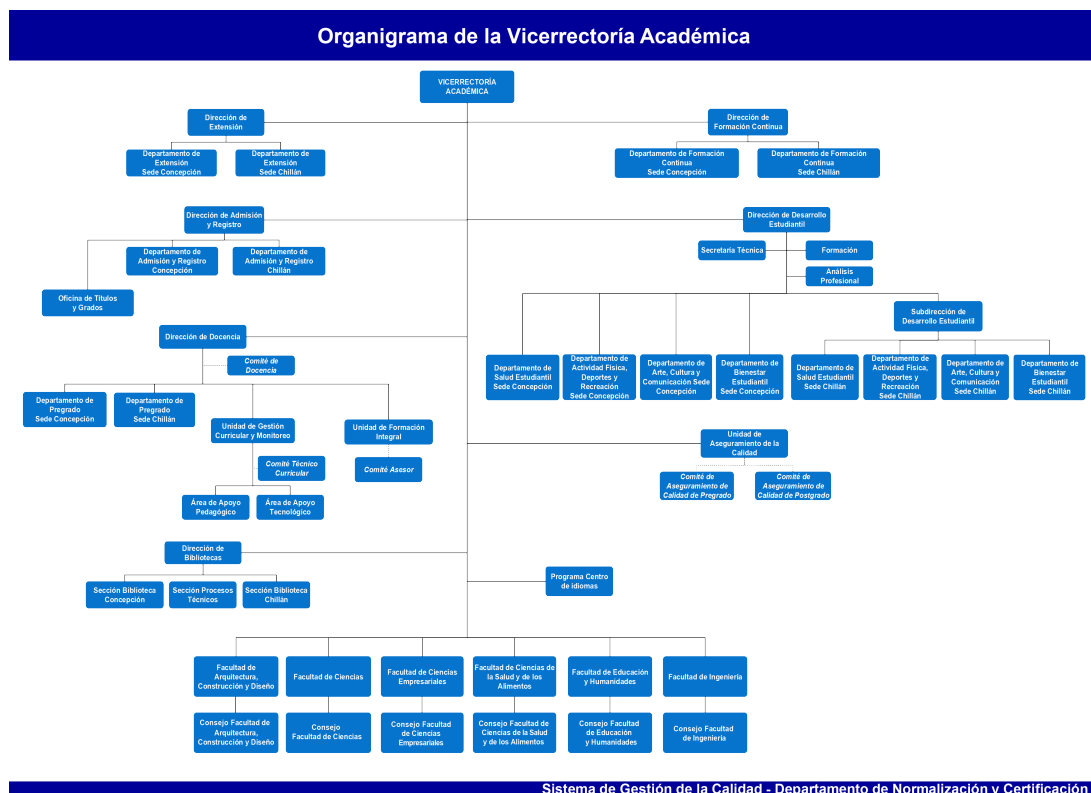 Organigrama de la Vicerrectoría Académica
VICERRECTORÍA
ACADÉMICA
Dirección de
Extensión
Dirección de
Formación Continua
Departamento de
Extensión
Sede Concepción
Departamento de
Extensión
Sede Chillán
Departamento de Formación
Continua
Sede Concepción
Departamento de Formación
Continua
Sede Chillán
Dirección de Admisión
y Registro
Dirección de Desarrollo
Estudiantil
Departamento de
Admisión y Registro
Concepción
Departamento de
Admisión y Registro
Chillán
Secretaría Técnica
Formación
Análisis
Profesional
Oficina de Títulos
y Grados
Subdirección de
Desarrollo Estudiantil
Dirección de Docencia
Comité de
Docencia
Departamento de
Salud Estudiantil
Sede Concepción
Departamento de
Actividad Física,
Deportes y
Recreación
Sede Concepción
Departamento de
Arte, Cultura y
Comunicación Sede
Concepción
Departamento de
Bienestar
Estudiantil
Sede Concepción
Departamento de
Salud Estudiantil
Sede Chillán
Departamento de
Actividad Física,
Deportes y
Recreación
Sede Chillán
Departamento de
Arte, Cultura y
Comunicación
Sede Chillán
Departamento de
Bienestar
Estudiantil
Sede Chillán
Departamento de
Pregrado
Sede Concepción
Departamento de
Pregrado
Sede Chillán
Unidad de Gestión
Curricular y Monitoreo
Unidad de Formación
Integral
Unidad de
Aseguramiento de la
Calidad
Comité Técnico
Curricular
Comité Asesor
Comité de
Aseguramiento de
Calidad de Pregrado
Comité de
Aseguramiento de
Calidad de Postgrado
Área de Apoyo
Pedagógico
Área de Apoyo
Tecnológico
Dirección de
Bibliotecas
Sección Biblioteca
Concepción
Sección Procesos
Técnicos
Sección Biblioteca
Chillán
Programa Centro
de idiomas
Facultad de
Arquitectura,
Construcción y Diseño
Facultad de Ciencias
Facultad de Ciencias
Empresariales
Facultad de Ciencias de
la Salud y de los
Alimentos
Facultad de Educación
y Humanidades
Facultad de Ingeniería
Consejo Facultad de
Arquitectura,
Construcción y Diseño
Consejo
Facultad de Ciencias
Consejo Facultad
de Ciencias
Empresariales
Consejo Facultad de
Ciencias de la Salud
y de los Alimentos
Consejo Facultad
de Educación
y Humanidades
Consejo Facultad
de Ingeniería
Sistema de Gestión de la Calidad - Departamento de Normalización y Certificación